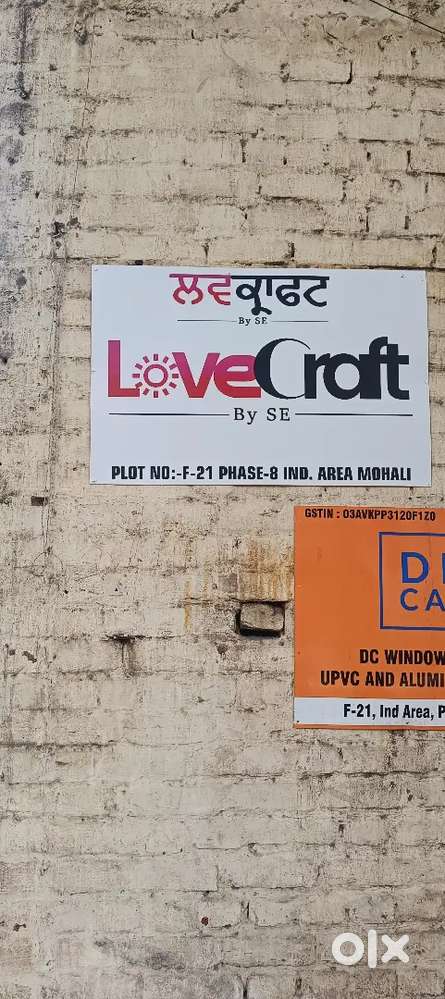 ਲਵਕ੍ਰਾਫਟ
By SE
LoveCraft
By SE
PLOT NO:-F-21 PHASE-8 IND. AREA MOHALI
GSTIN : 03AVKPP3120F1Z0
D
CA
DC WINDOW
UPVC AND ALUMI
F-21, Ind Area, P
olx